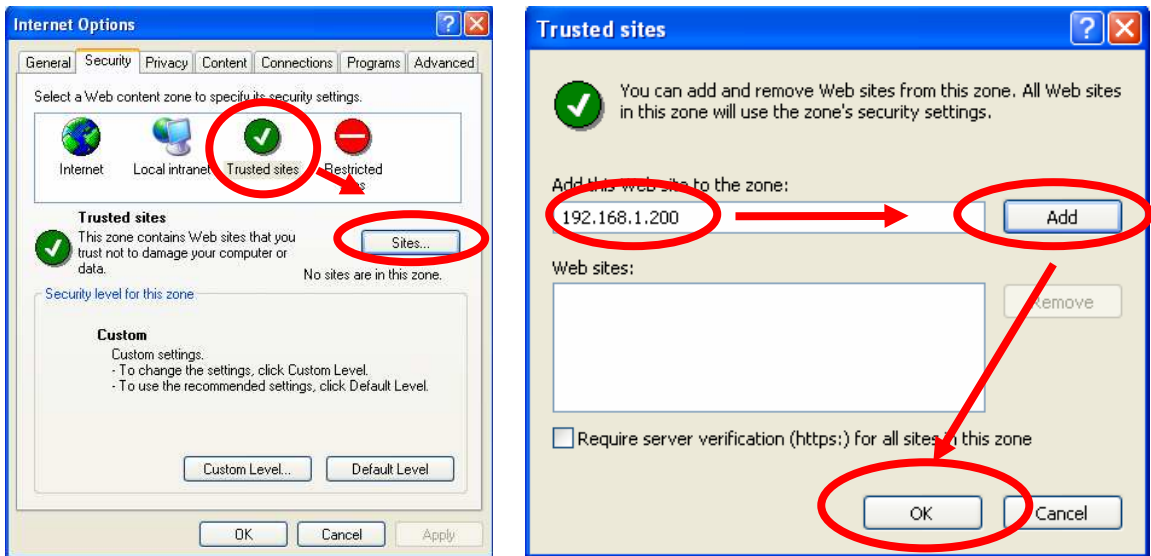 Internet Options
General Security Privacy Content Connections Programs Advanced
Select a Web content zone to specify its security settings.
Internet Local intranet Trusted sites Restricted
Trusted sites
This zone contains Web sites that you
trust not to damage your computer or
data.
Sites...
No sites are in this zone.
Security level for this zone
Custom
Custom settings.
- To change the settings, click Custom Level.
- To use the recommended settings, click Default Level.
Custom Level... Default Level
OK Cancel Apply
Trusted sites
You can add and remove Web sites from this zone. All Web sites
in this zone will use the zone's security settings.
Add this Web site to the zone:
192.168.1.200 Add
Web sites:
Remove
Require server verification (https:) for all sites in this zone
OK Cancel